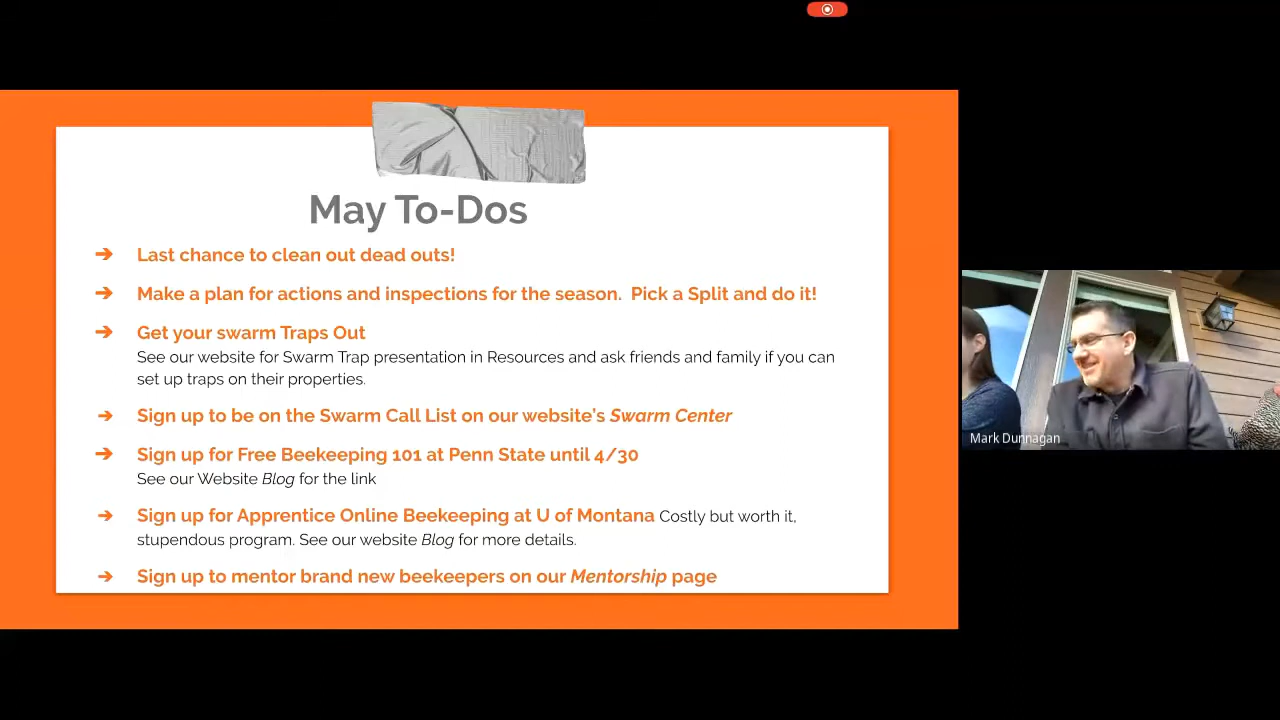 May To-Dos
➔ Last chance to clean out dead outs!
➔ Make a plan for actions and inspections for the season.  Pick a Split and do it!
➔ Get your swarm Traps Out
See our website for Swarm Trap presentation in Resources and ask friends and family if you can
set up traps on their properties.
➔ Sign up to be on the Swarm Call List on our website's Swarm Center
➔ Sign up for Free Beekeeping 101 at Penn State until 4/30
See our Website Blog for the link
➔ Sign up for Apprentice Online Beekeeping at U of Montana Costly but worth it,
stupendous program. See our website Blog for more details.
➔ Sign up to mentor brand new beekeepers on our Mentorship page
Mark Dunnagan